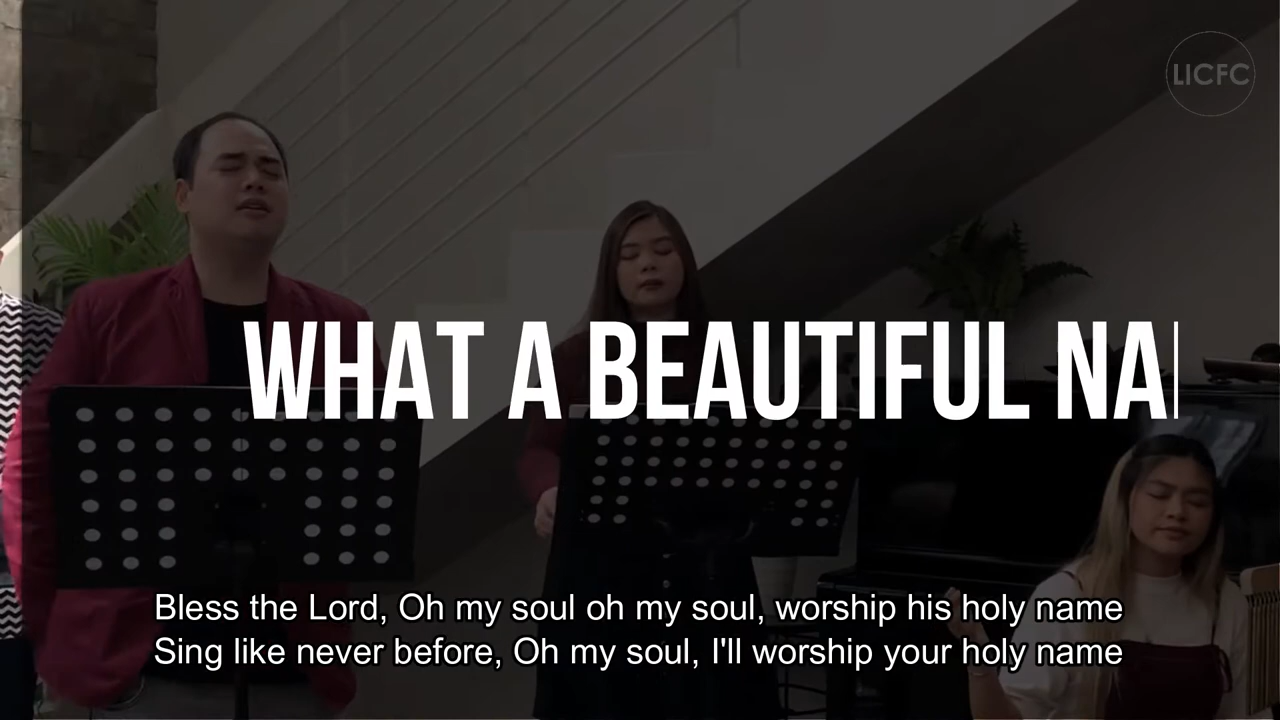 LICFC
WHAT A BEAUTIFUL NA
Bless the Lord, Oh my soul oh my soul, worship his holy name
Sing like never before, Oh my soul, I'll worship your holy name